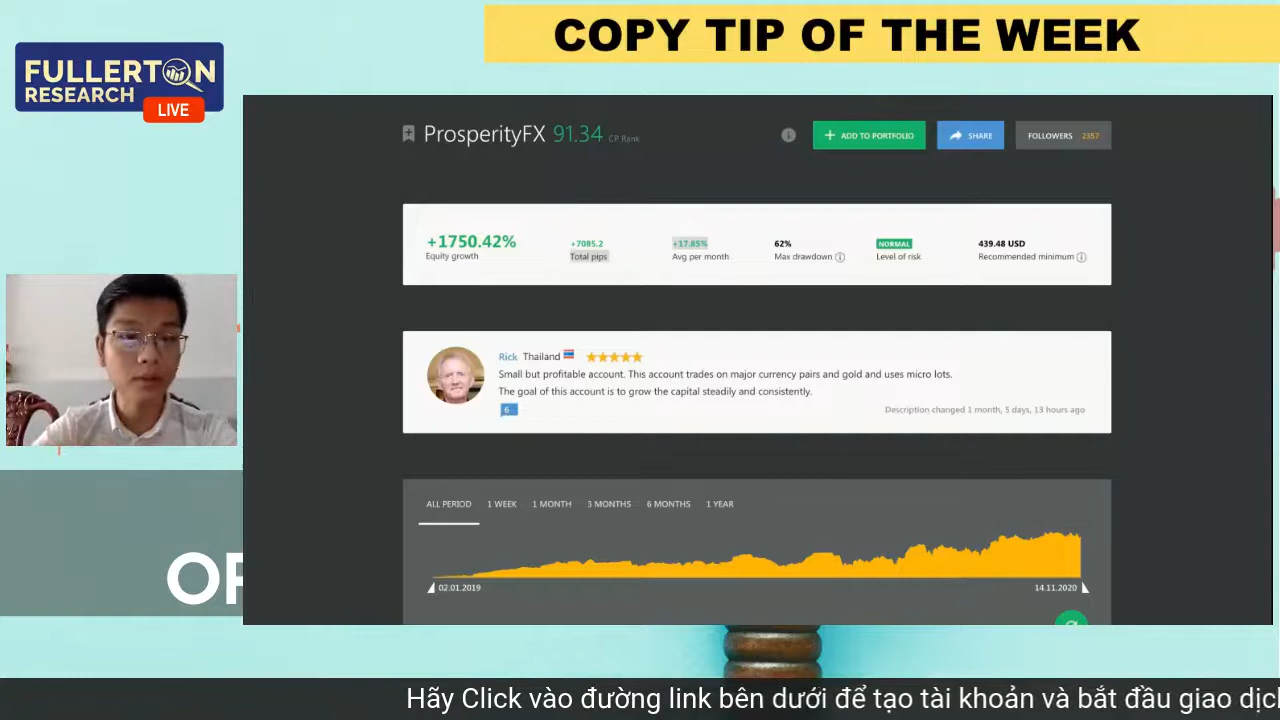 COPY TIP OF THE WEEK
FULLERTON
RESEARCH
LIVE
ProsperityFX 91.34 CP Rank
ADD TO PORTFOLIO
SHARE
FOLLOWERS 2357
+1750.42%
Equity growth
+7085.2
Total pips
+17.85%
Avg per month
62%
Max drawdown
NORMAL
Level of risk
439.48 USD
Recommended minimum
Rick Thailand
Small but profitable account. This account trades on major currency pairs and gold and uses micro lots.
The goal of this account is to grow the capital steadily and consistently.
6
Description changed 1 month, 5 days, 13 hours ago
ALL PERIOD 1 WEEK 1 MONTH 3 MONTHS 6 MONTHS 1 YEAR
02.01.2019
14.11.2020
Hãy Click vào đường link bên dưới để tạo tài khoản và bắt đầu giao